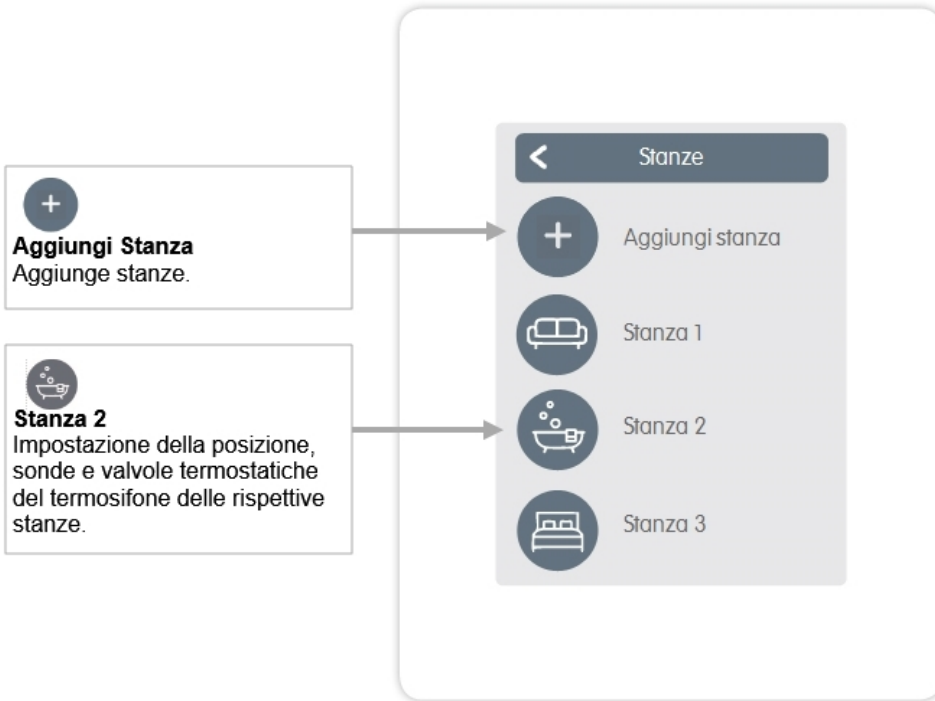 Aggiungi Stanza
Aggiunge stanze.
Stanza 2
Impostazione della posizione,
sonde e valvole termostatiche
del termosifone delle rispettive
stanze.
Stanze
Aggiungi stanza
Stanza 1
Stanza 2
Stanza 3